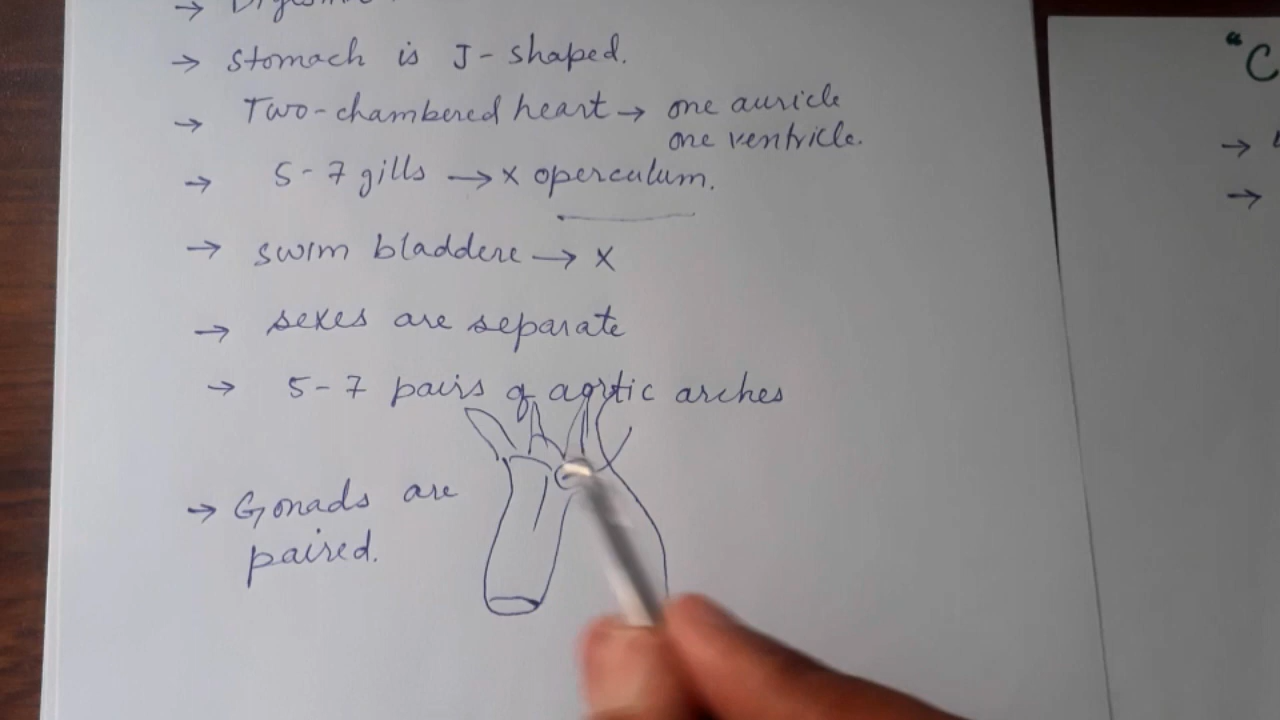 → Stomach is J-shaped.
→ Two-chambered heart → one auricle
one ventricle.
→ 5-7 gills → x operculum.
→ swim bladdere → x
→ sexes are separate
→ 5-7 pairs of aortic arches
→ Gonads are
paired.
"C
→
→